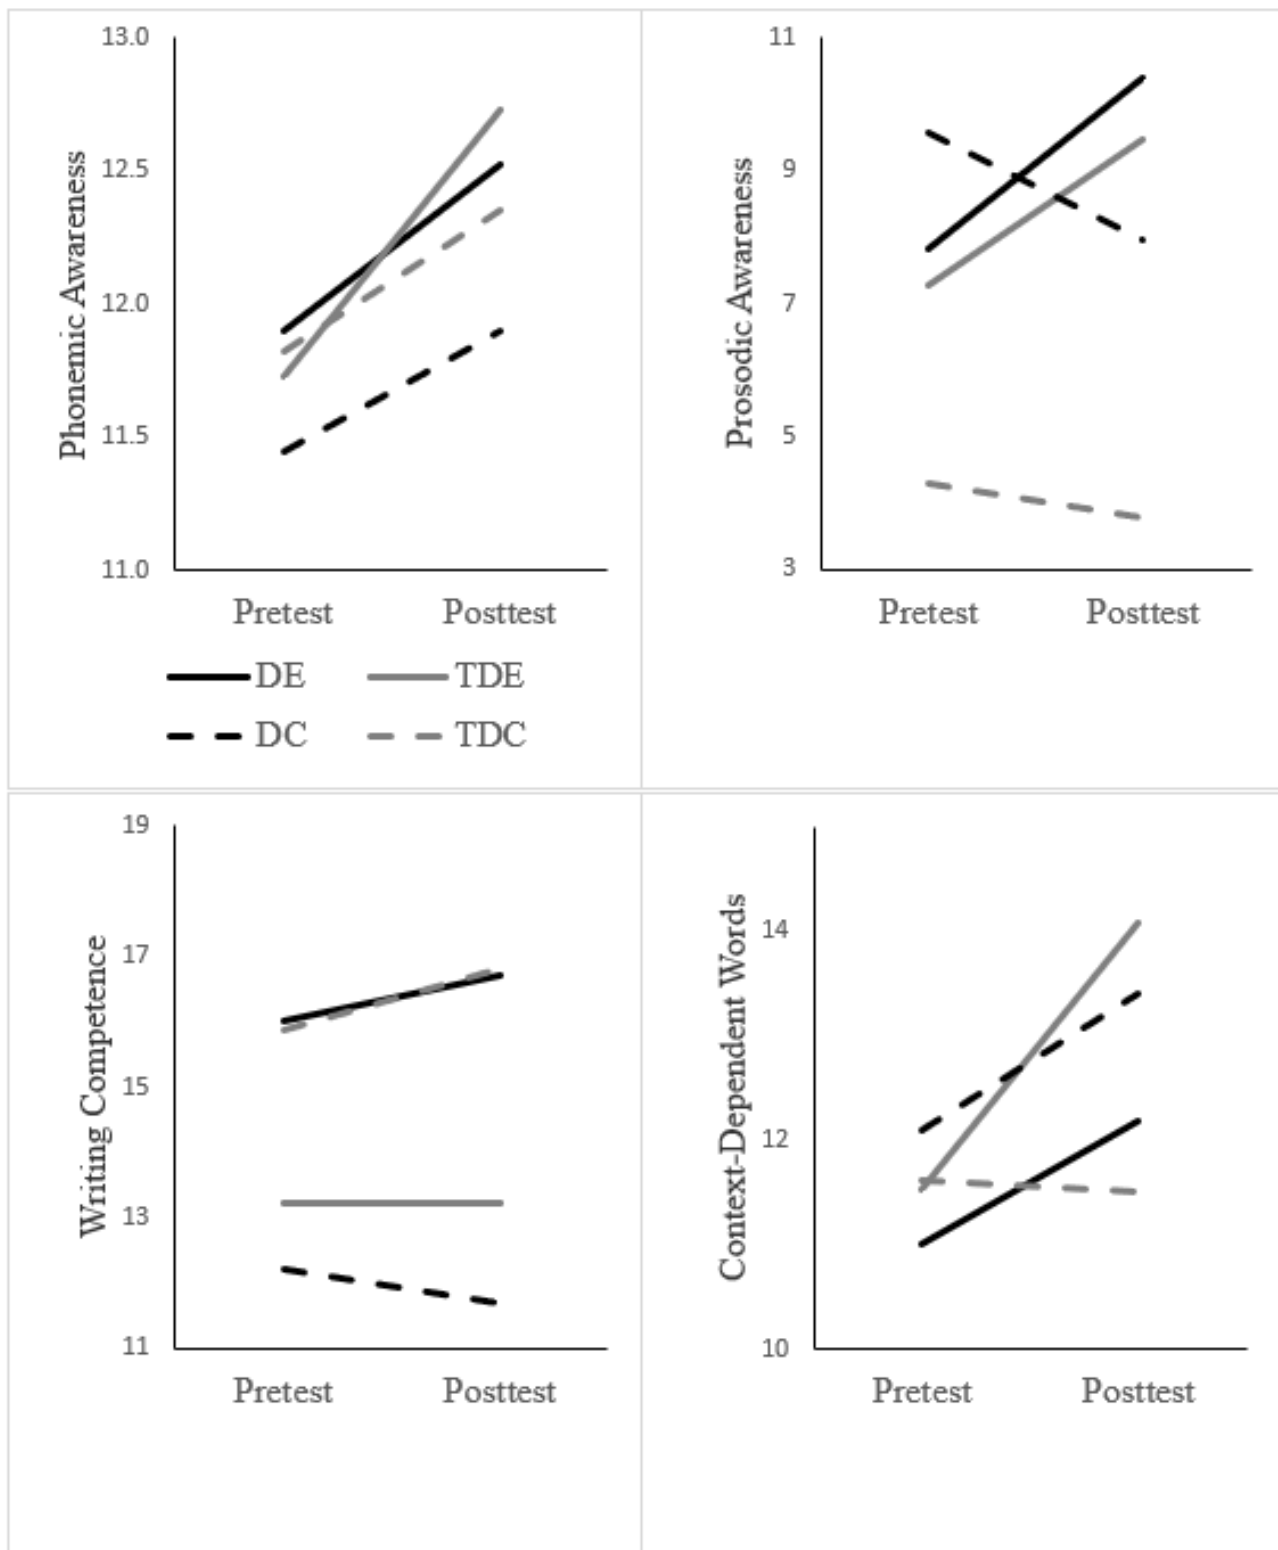 Phonemic Awareness
13.0
12.5
12.0
11.5
11.0
Pretest Posttest
DE TDE
DC TDC
Prosodic Awareness
11
9
7
5
3
Pretest Posttest
Writing Competence
19
17
15
13
11
Pretest Posttest
Context-Dependent Words
14
12
10
Pretest Posttest